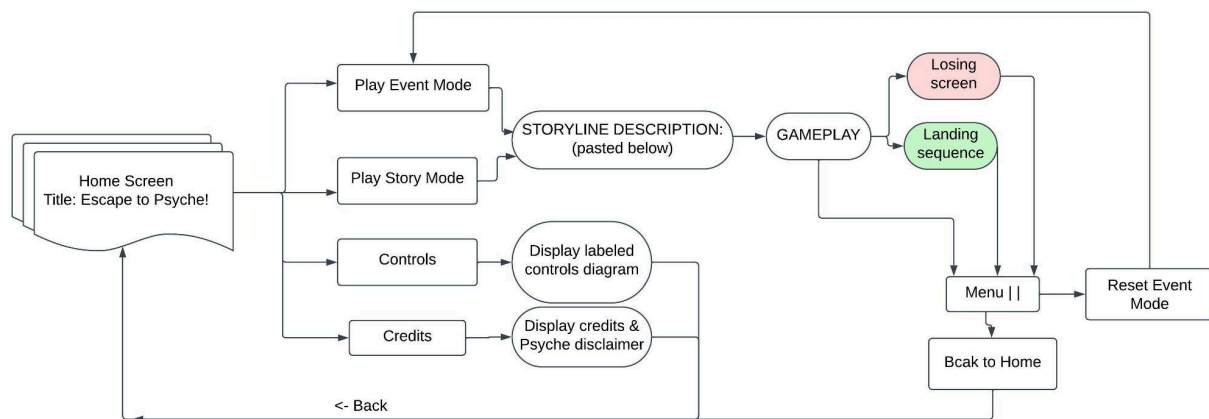 Home Screen
Title: Escape to Psyche!
Play Event Mode
Play Story Mode
Controls
Credits
STORYLINE DESCRIPTION:
(pasted below)
Display labeled
controls diagram
Display credits &
Psyche disclaimer
GAMEPLAY
Losing
screen
Landing
sequence
Menu | |
Reset Event
Mode
Bcak to Home
<- Back